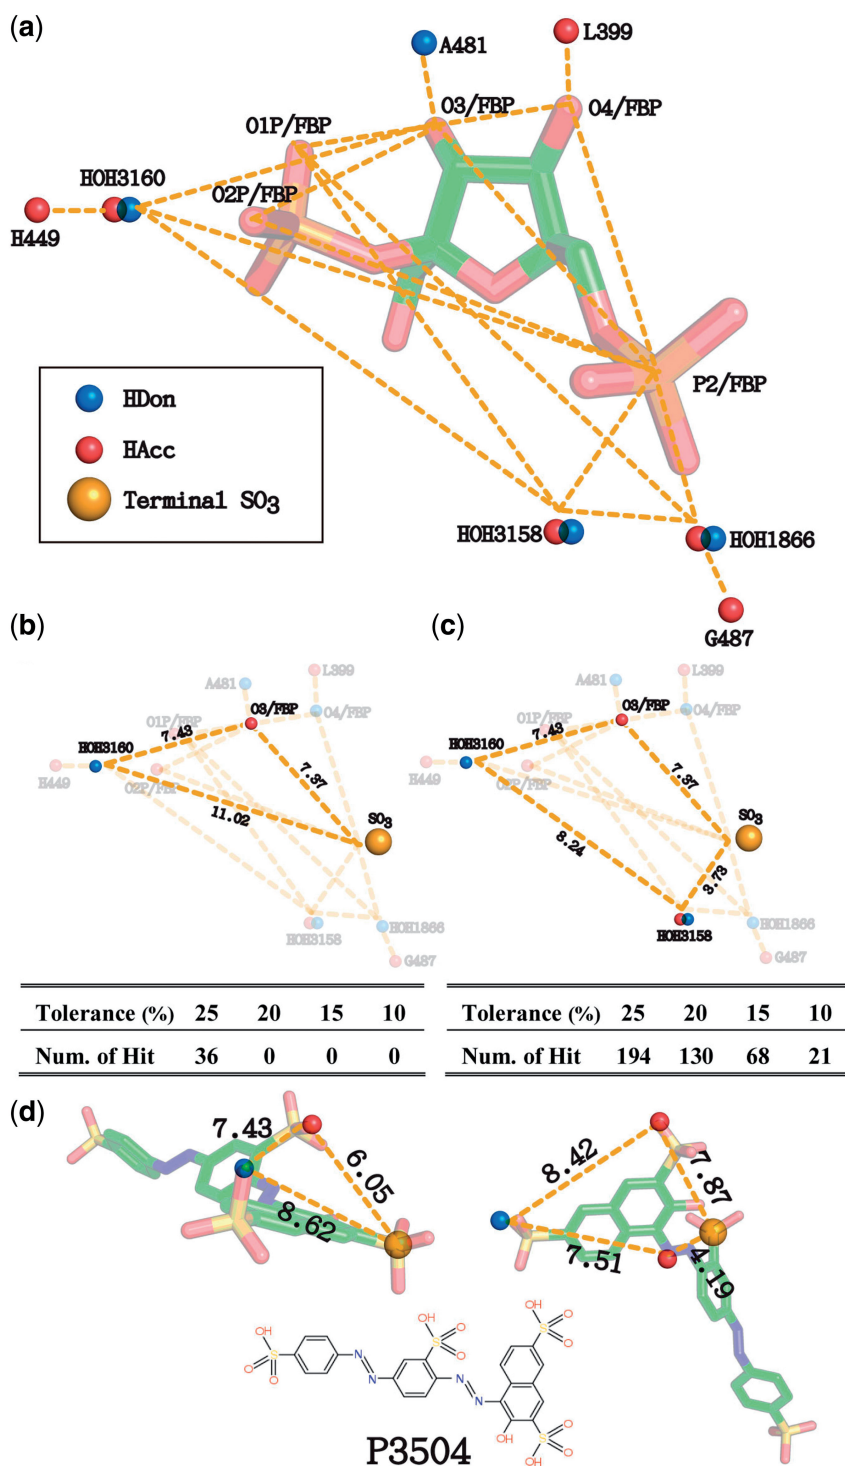 (a)
A481
L399
O3/FBP
O4/FBP
O1P/FBP
HOH3160
O2P/FBP
H449
P2/FBP
HDon
HAcc
Terminal SO3
HOH3158
HOH1866
G487
(b)
(c)
A481
L399
O3/FBP
O4/FBP
O1P/FBP
7.43
HOH3160
H449
O2P/FBP
7.37
11.02
SO3
HOH3158
HOH1866
G487
A481
L399
O3/FBP
O4/FBP
O1P/FBP
7.43
HOH3160
H449
O2P/FBP
7.37
SO3
8.24
3.73
HOH3158
HOH1866
G487
Tolerance (%) 25 20 15 10
Num. of Hit 36 0 0 0
Tolerance (%) 25 20 15 10
Num. of Hit 194 130 68 21
(d)
7.43
6.05
8.62
8.42
7.87
7.51
4.19
OH
O
S
O
N
N
OH
S
O
O
N
N
OH
S
O
O
OH
O
S
O
OH
P3504